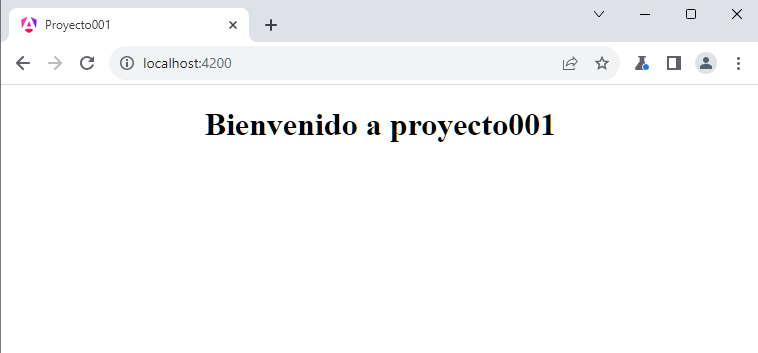 Proyecto001
localhost:4200
Bienvenido a proyecto001